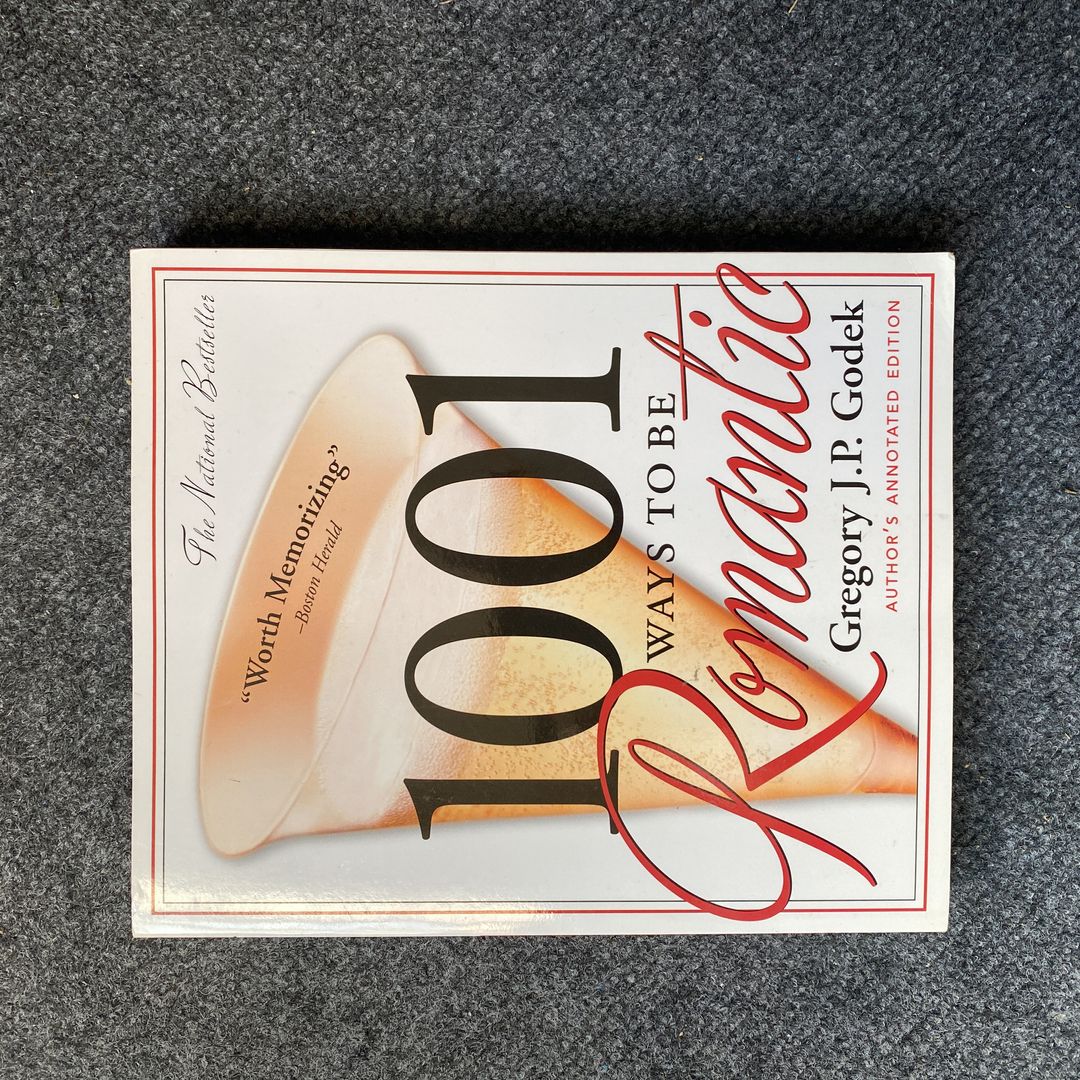 The National Bestseller
“Worth Memorizing”
–Boston Herald
1001
WAYS TO BE
Romantic
Gregory J.P. Godek
AUTHOR’S ANNOTATED EDITION